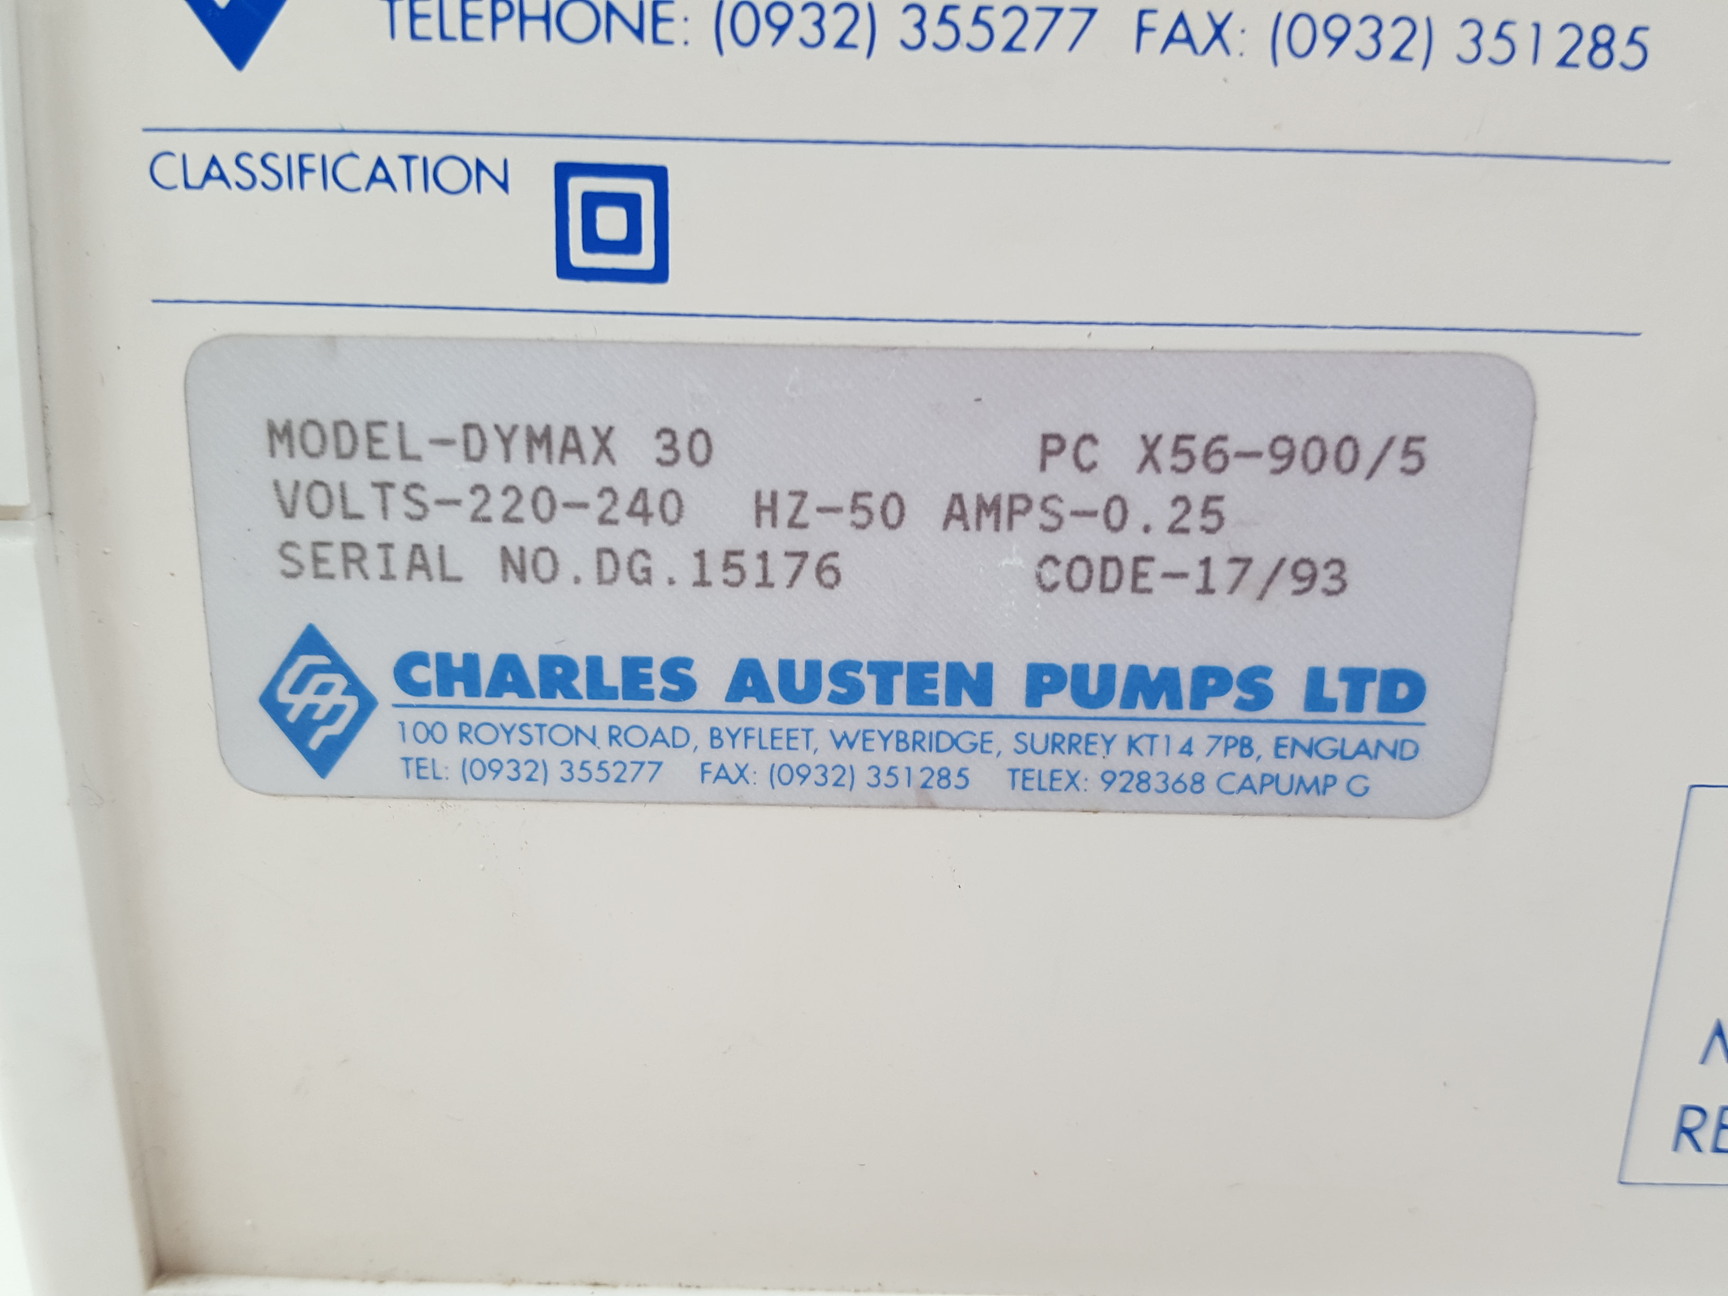 TELEPHONE: (0932) 355277 FAX: (0932) 351285
CLASSIFICATION
MODEL-DYMAX 30 PC X56-900/5
VOLTS-220-240 HZ-50 AMPS-0.25
SERIAL NO.DG.15176 CODE-17/93
CHARLES AUSTEN PUMPS LTD
100 ROYSTON ROAD, BYFLEET, WEYBRIDGE, SURREY KT14 7PB, ENGLAND
TEL: (0932) 355277 FAX: (0932) 351285 TELEX: 928368 CAPUMP G